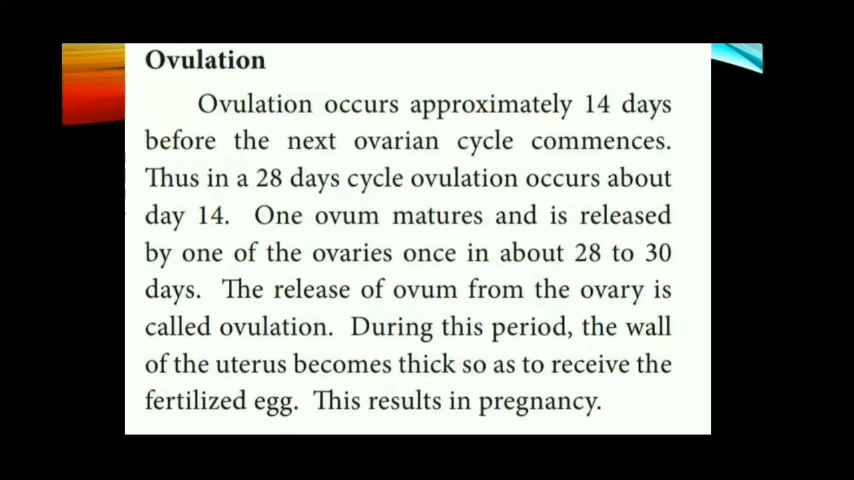 Ovulation
Ovulation occurs approximately 14 days
before the next ovarian cycle commences.
Thus in a 28 days cycle ovulation occurs about
day 14. One ovum matures and is released
by one of the ovaries once in about 28 to 30
days. The release of ovum from the ovary is
called ovulation. During this period, the wall
of the uterus becomes thick so as to receive the
fertilized egg. This results in pregnancy.